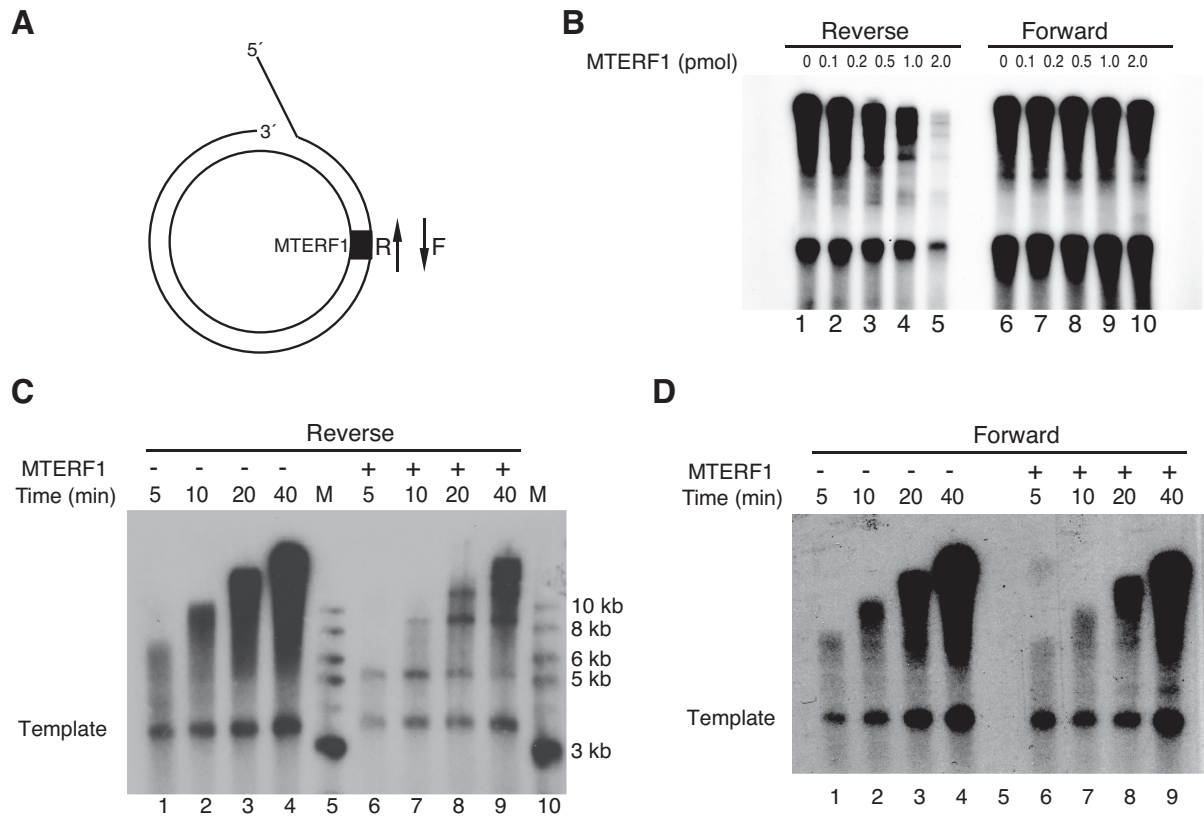 A
5´
3´
MTERF1 R F
B
Reverse Forward
MTERF1 (pmol) 0 0.1 0.2 0.5 1.0 2.0 0 0.1 0.2 0.5 1.0 2.0
1 2 3 4 5 6 7 8 9 10
C
Reverse
MTERF1 - - - - + + + +
Time (min) 5 10 20 40 M 5 10 20 40 M
10 kb
8 kb
6 kb
5 kb
Template
3 kb
1 2 3 4 5 6 7 8 9 10
D
Forward
MTERF1 - - - - + + + +
Time (min) 5 10 20 40 5 10 20 40
Template
1 2 3 4 5 6 7 8 9